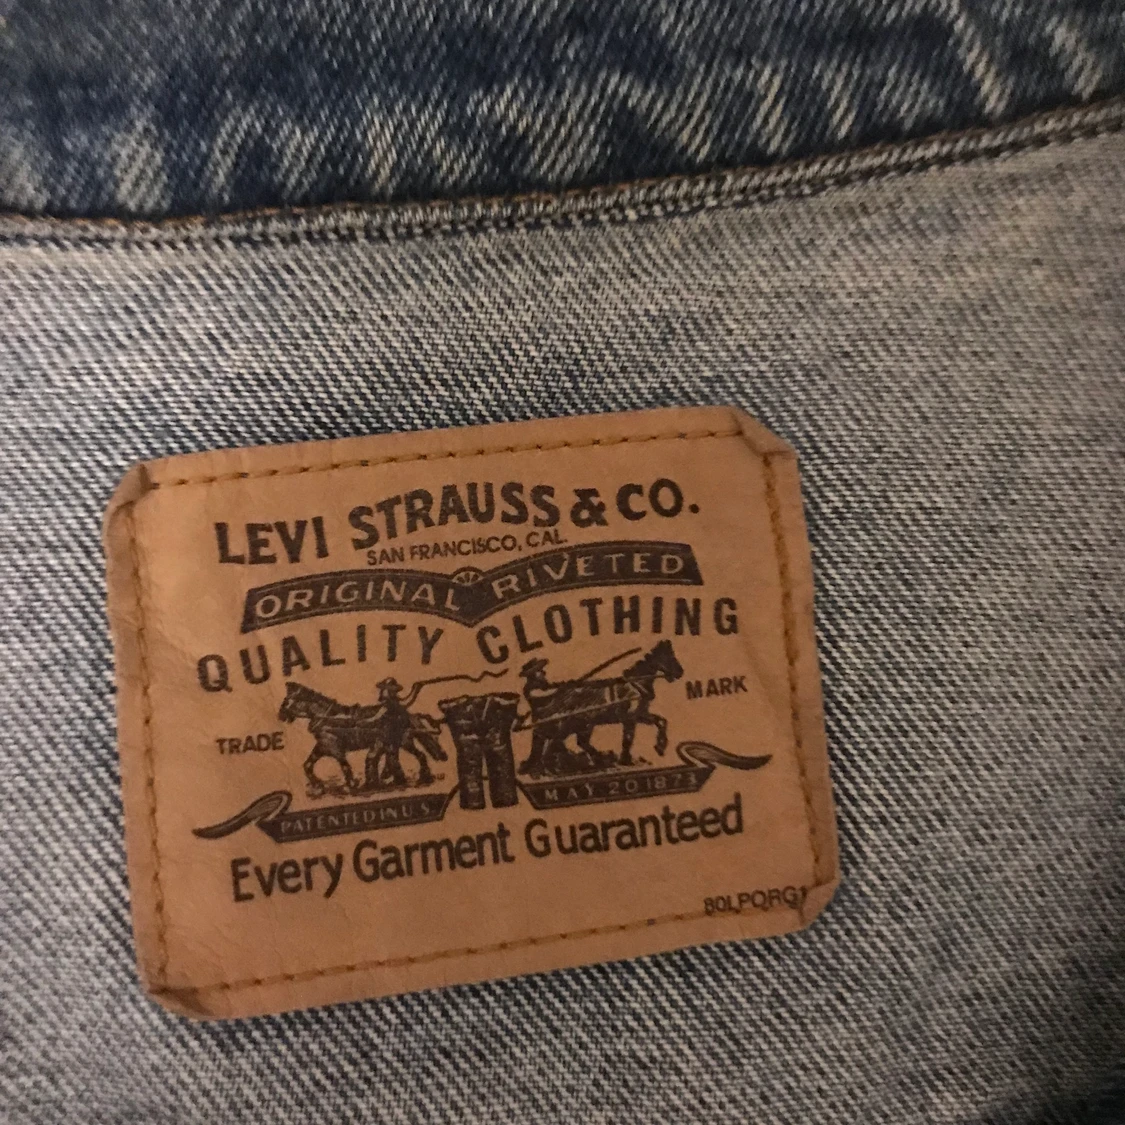 LEVI STRAUSS & CO.
SAN FRANCISCO, CAL.
ORIGINAL RIVETED
QUALITY CLOTHING
TRADE MARK
PATENTED IN U S MAY 20 1873
Every Garment Guaranteed
80LPORG1